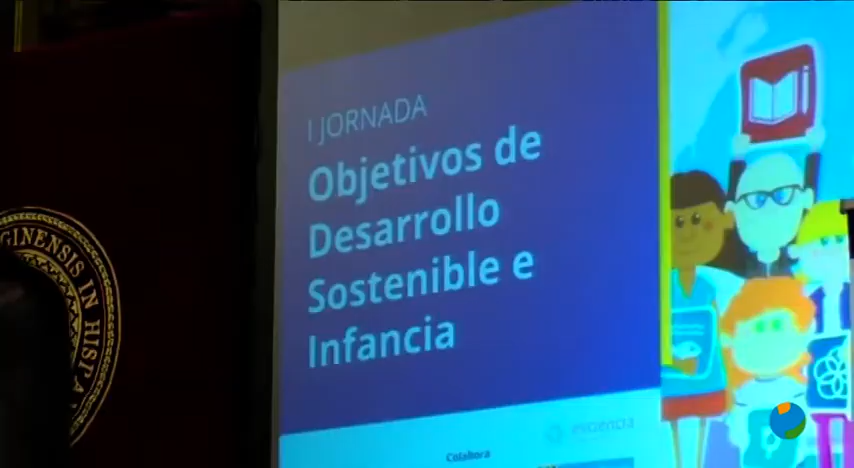 I JORNADA
Objetivos de
Desarrollo
Sostenible e
Infancia
Colabora
GINENSIS IN HISPA